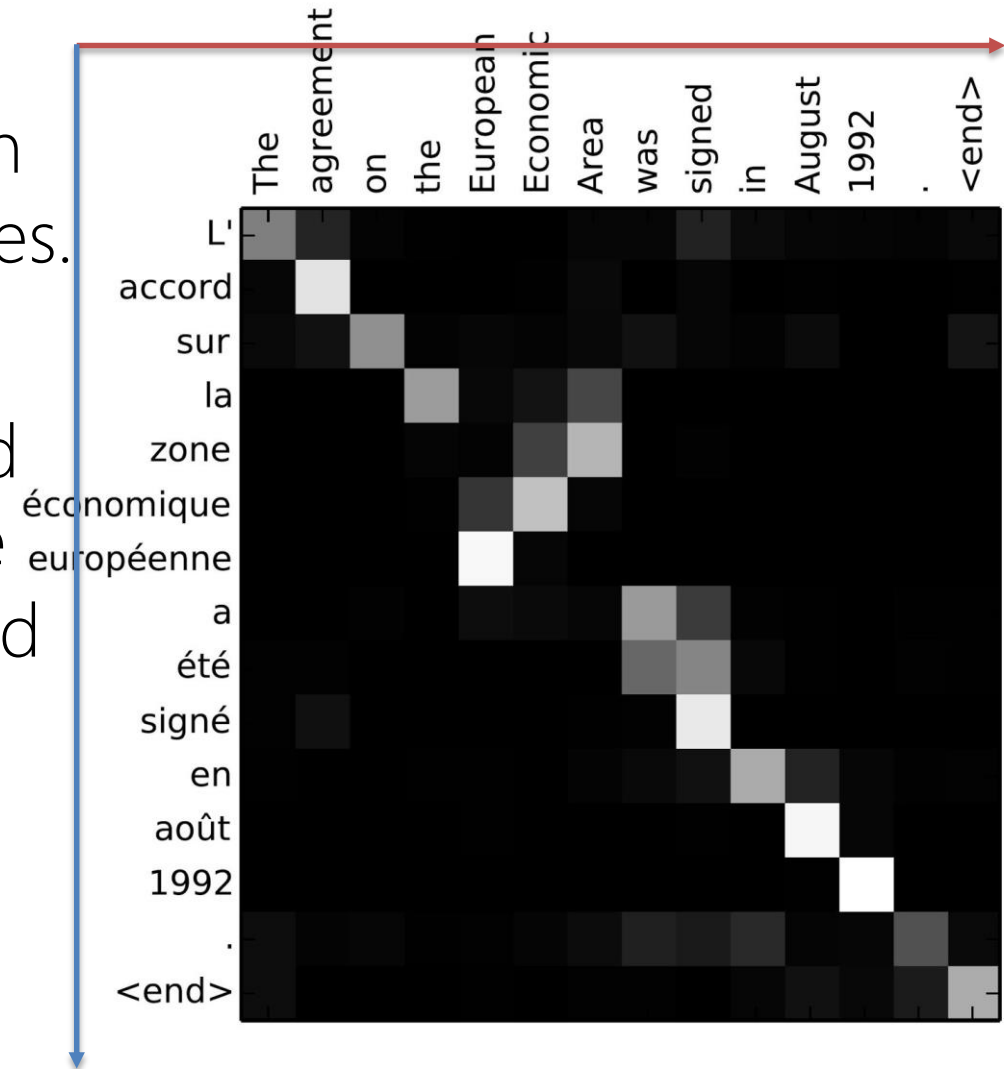 The
agreement
on
the
European
Economic
Area
was
signed
in
August
1992
.
<end>
L'
accord
sur
la
zone
économique
européenne
a
été
signé
en
août
1992
.
<end>